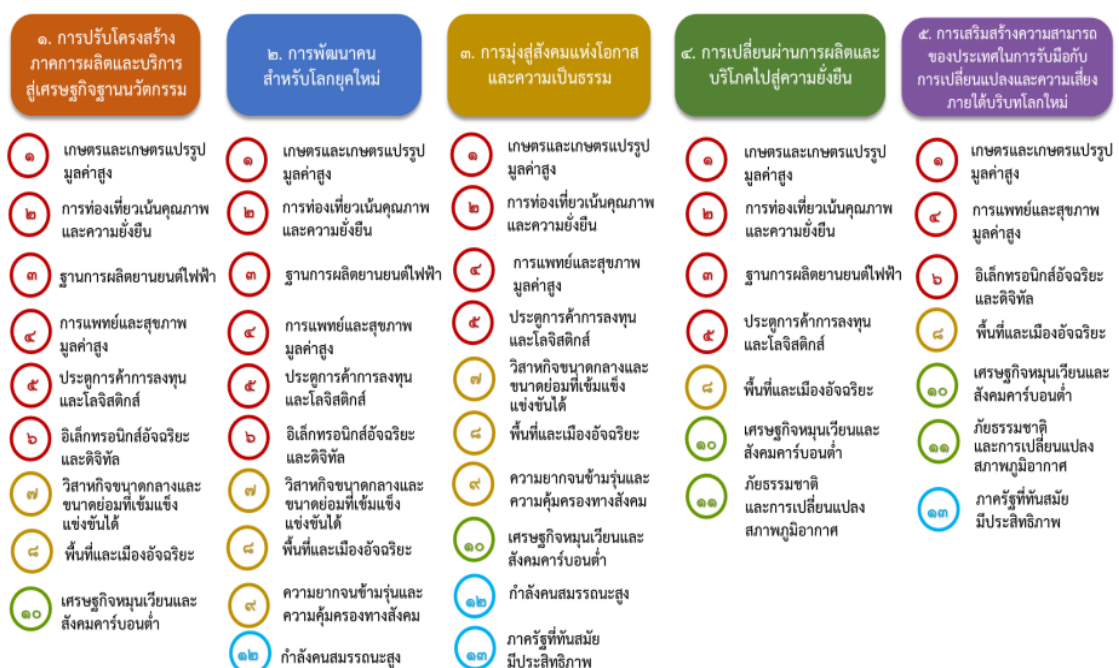 ๑. การปรับโครงสร้าง
ภาคการผลิตและบริการ
สู่เศรษฐกิจฐานนวัตกรรม
๑
เกษตรและเกษตรแปรรูป
มูลค่าสูง
๒
การท่องเที่ยวเน้นคุณภาพ
และความยั่งยืน
๓
ฐานการผลิตยานยนต์ไฟฟ้า
๔
การแพทย์และสุขภาพ
มูลค่าสูง
๕
ประตูการค้าการลงทุน
และโลจิสติกส์
๖
อิเล็กทรอนิกส์อัจฉริยะ
และดิจิทัล
๗
วิสาหกิจขนาดกลางและ
ขนาดย่อมที่เข้มแข็ง
แข่งขันได้
๘
พื้นที่และเมืองอัจฉริยะ
๑๐
เศรษฐกิจหมุนเวียนและ
สังคมคาร์บอนต่ำ
๒. การพัฒนาคน
สำหรับโลกยุคใหม่
๑
เกษตรและเกษตรแปรรูป
มูลค่าสูง
๒
การท่องเที่ยวเน้นคุณภาพ
และความยั่งยืน
๓
ฐานการผลิตยานยนต์ไฟฟ้า
๔
การแพทย์และสุขภาพ
มูลค่าสูง
๕
ประตูการค้าการลงทุน
และโลจิสติกส์
๖
อิเล็กทรอนิกส์อัจฉริยะ
และดิจิทัล
๗
วิสาหกิจขนาดกลางและ
ขนาดย่อมที่เข้มแข็ง
แข่งขันได้
๘
พื้นที่และเมืองอัจฉริยะ
๙
ความยากจนข้ามรุ่นและ
ความคุ้มครองทางสังคม
๑๒
กำลังคนสมรรถนะสูง
๓. การมุ่งสู่สังคมแห่งโอกาส
และความเป็นธรรม
๑
เกษตรและเกษตรแปรรูป
มูลค่าสูง
๒
การท่องเที่ยวเน้นคุณภาพ
และความยั่งยืน
๔
การแพทย์และสุขภาพ
มูลค่าสูง
๕
ประตูการค้าการลงทุน
และโลจิสติกส์
๗
วิสาหกิจขนาดกลางและ
ขนาดย่อมที่เข้มแข็ง
แข่งขันได้
๘
พื้นที่และเมืองอัจฉริยะ
๙
ความยากจนข้ามรุ่นและ
ความคุ้มครองทางสังคม
๑๐
เศรษฐกิจหมุนเวียนและ
สังคมคาร์บอนต่ำ
๑๒
กำลังคนสมรรถนะสูง
๑๓
ภาครัฐที่ทันสมัย
มีประสิทธิภาพ
๔. การเปลี่ยนผ่านการผลิตและ
บริโภคไปสู่ความยั่งยืน
๑
เกษตรและเกษตรแปรรูป
มูลค่าสูง
๒
การท่องเที่ยวเน้นคุณภาพ
และความยั่งยืน
๓
ฐานการผลิตยานยนต์ไฟฟ้า
๕
ประตูการค้าการลงทุน
และโลจิสติกส์
๘
พื้นที่และเมืองอัจฉริยะ
๑๐
เศรษฐกิจหมุนเวียนและ
สังคมคาร์บอนต่ำ
๑๑
ภัยธรรมชาติ
และการเปลี่ยนแปลง
สภาพภูมิอากาศ
๕. การเสริมสร้างความสามารถ
ของประเทศในการรับมือกับ
การเปลี่ยนแปลงและความเสี่ยง
ภายใต้บริบทโลกใหม่
๑
เกษตรและเกษตรแปรรูป
มูลค่าสูง
๔
การแพทย์และสุขภาพ
มูลค่าสูง
๖
อิเล็กทรอนิกส์อัจฉริยะ
และดิจิทัล
๘
พื้นที่และเมืองอัจฉริยะ
๑๐
เศรษฐกิจหมุนเวียนและ
สังคมคาร์บอนต่ำ
๑๑
ภัยธรรมชาติ
และการเปลี่ยนแปลง
สภาพภูมิอากาศ
๑๓
ภาครัฐที่ทันสมัย
มีประสิทธิภาพ